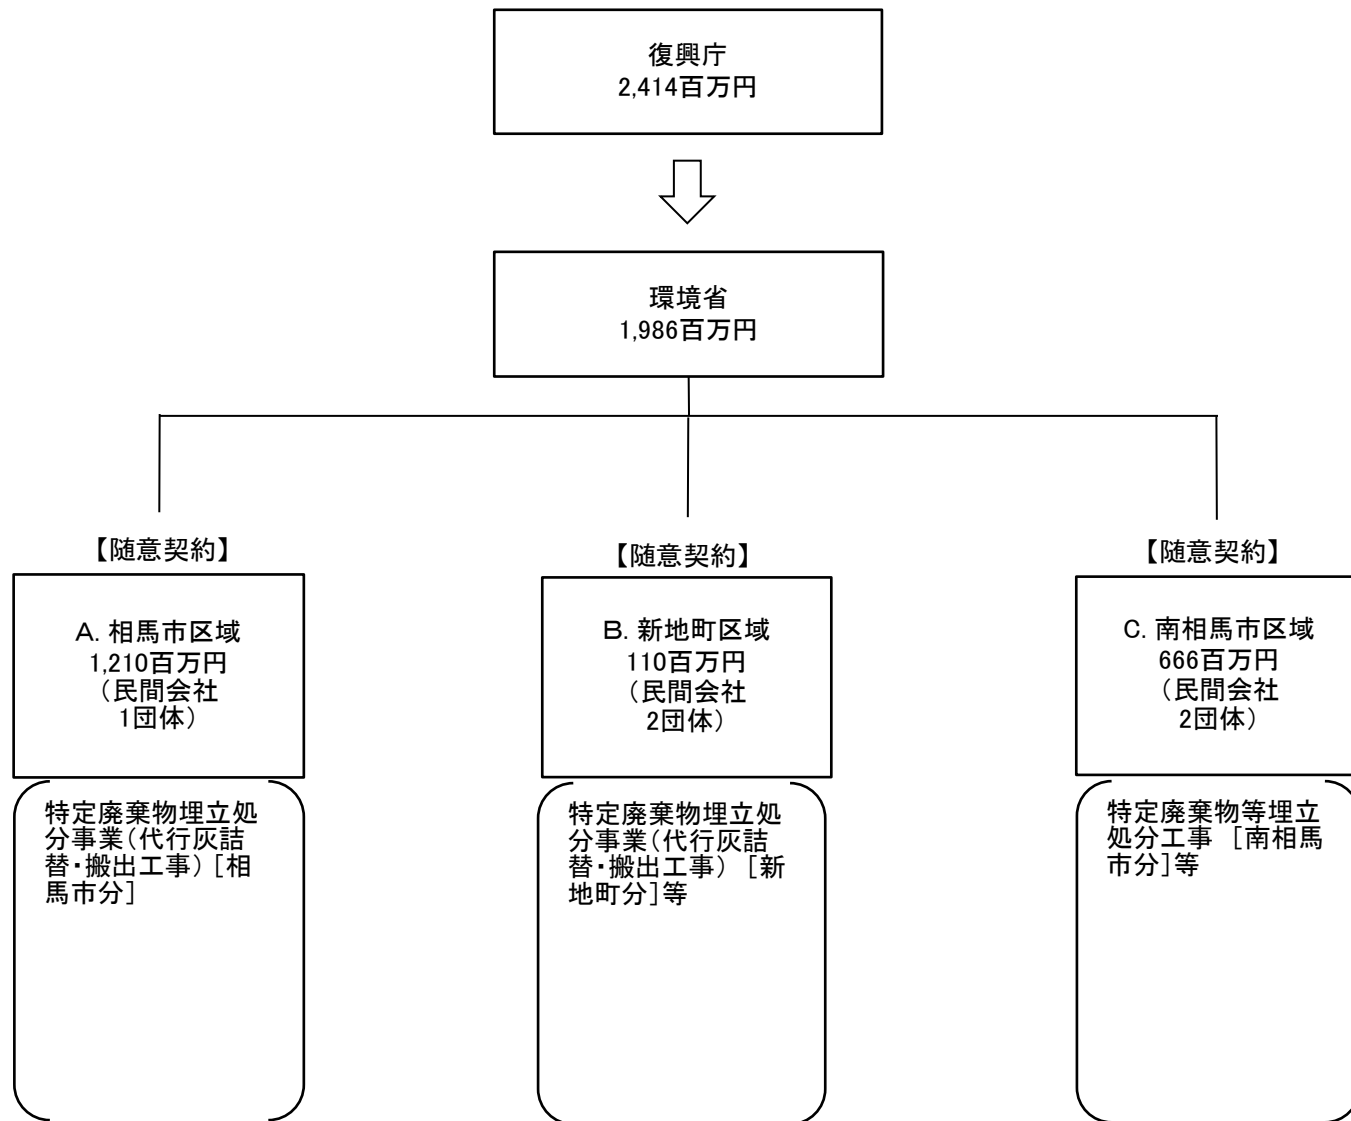 復興庁
2,414百万円
環境省
1,986百万円
【随意契約】
A. 相馬市区域
1,210百万円
（民間会社
1団体）
特定廃棄物埋立処
分事業(代行灰詰
替・搬出工事)［相
馬市分］
【随意契約】
B. 新地町区域
110百万円
（民間会社
2団体）
特定廃棄物埋立処
分事業(代行灰詰
替・搬出工事) ［新
地町分］等
【随意契約】
C. 南相馬市区域
666百万円
（民間会社
2団体）
特定廃棄物等埋立
処分工事 ［南相馬
市分］等